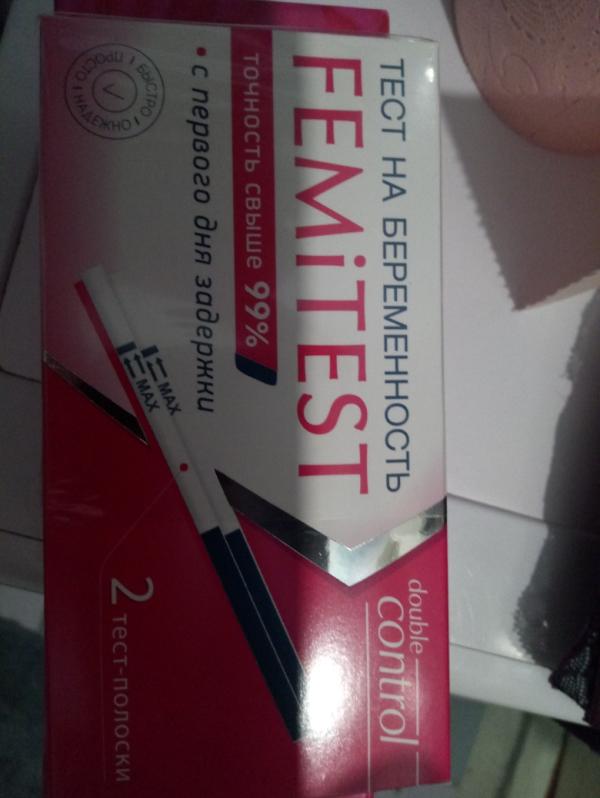 ТЕСТ НА БЕРЕМЕННОСТЬ
FEMiTEST
double
control
ТОЧНОСТЬ СВЫШЕ 99%
• с первого дня задержки
ПРОСТО / БЫСТРО / НАДЕЖНО /
MAX
MAX
2 ТЕСТ-ПОЛОСКИ